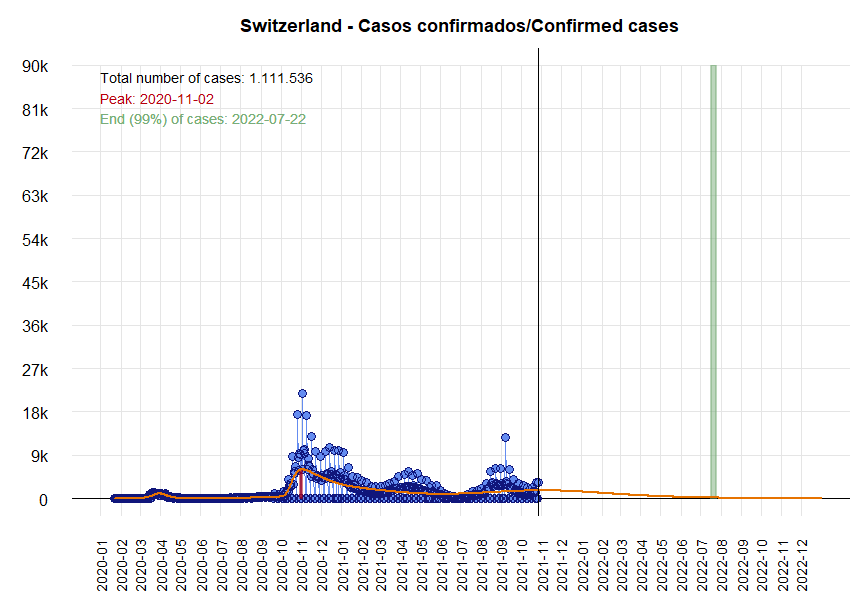 Switzerland - Casos confirmados/Confirmed cases
Total number of cases: 1.111.536
Peak: 2020-11-02
End (99%) of cases: 2022-07-22
90k
81k
72k
63k
54k
45k
36k
27k
18k
9k
0
2020-01
2020-02
2020-03
2020-04
2020-05
2020-06
2020-07
2020-08
2020-09
2020-10
2020-11
2020-12
2021-01
2021-02
2021-03
2021-04
2021-05
2021-06
2021-07
2021-08
2021-09
2021-10
2021-11
2021-12
2022-01
2022-02
2022-03
2022-04
2022-05
2022-06
2022-07
2022-08
2022-09
2022-10
2022-11
2022-12